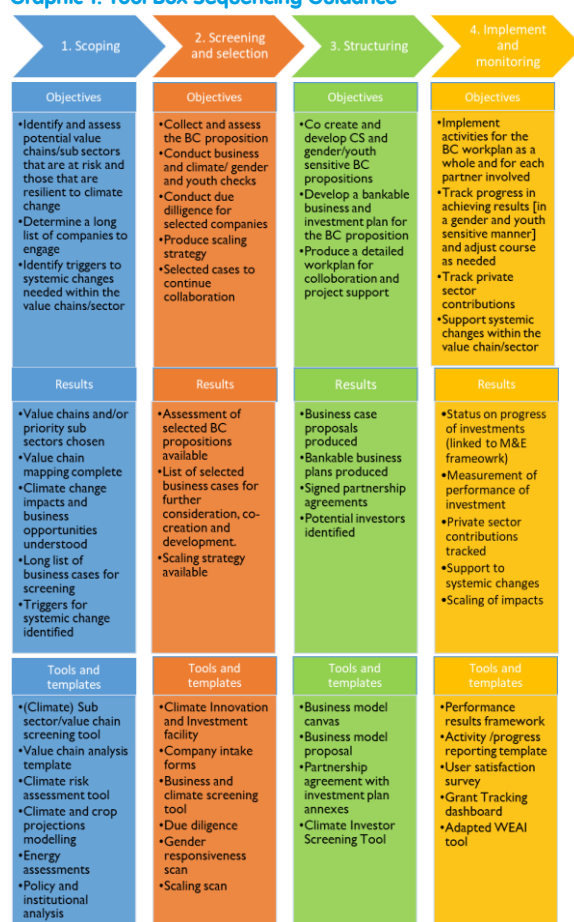 Graphic 1. Tool Box Sequencing Guidance
1. Scoping
2. Screening
and selection
3. Structuring
4. Implement
and
monitoring
Objectives
•Identify and assess
potential value
chains/sub sectors
that are at risk and
those that are
resilient to climate
change
•Determine a long
list of companies to
engage
•Identify triggers to
systemic changes
needed within the
value chains/sector
Objectives
•Collect and assess
the BC proposition
•Conduct business
and climate/ gender
and youth checks
•Conduct due
dilligence for
selected companies
•Produce scaling
strategy
•Selected cases to
continue
collaboration
Objectives
•Co create and
develop CS and
gender/youth
sensitive BC
propositions
•Develop a bankable
business and
investment plan for
the BC proposition
•Produce a detailed
workplan for
colloboration and
project support
Objectives
•Implement
activities for the
BC workplan as a
whole and for each
partner involved
•Track progress in
achieving results [in
a gender and youth
sensitive manner]
and adjust course
as needed
•Track private
sector
contributions
•Support systemic
changes within the
value chain/sector
Results
•Value chains and/or
priority sub
sectors chosen
•Value chain
mapping complete
•Climate change
impacts and
business
opportunities
understood
•Long list of
business cases for
screening
•Triggers for
systemic change
identified
Results
•Assessment of
selected BC
propositions
available
•List of selected
business cases for
further
consideration, co-
creation and
development.
•Scaling strategy
available
Results
•Business case
proposals
produced
•Bankable business
plans produced
•Signed partnership
agreements
•Potential investors
identified
Results
•Status on progress
of investments
(linked to M&E
frameowrk)
•Measurement of
performance of
investment
•Private sector
contributions
tracked
•Support to
systemic changes
•Scaling of impacts
Tools and
templates
•(Climate) Sub
sector/value chain
screening tool
•Value chain analysis
template
•Climate risk
assessment tool
•Climate and crop
projections
modelling
•Energy
assessments
•Policy and
institutional
analysis
Tools and
templates
•Climate Innovation
and Investment
facility
•Company intake
forms
•Business and
climate screening
tool
•Due diligence
•Gender
responsiveness
scan
•Scaling scan
Tools and
templates
•Business model
canvas
•Business model
proposal
•Partnership
agreement with
investment plan
annexes
•Climate Investor
Screening Tool
Tools and
templates
•Performance
results framework
•Activity /progress
reporting template
•User satisfaction
survey
•Grant Tracking
dashboard
•Adapted WEAI
tool